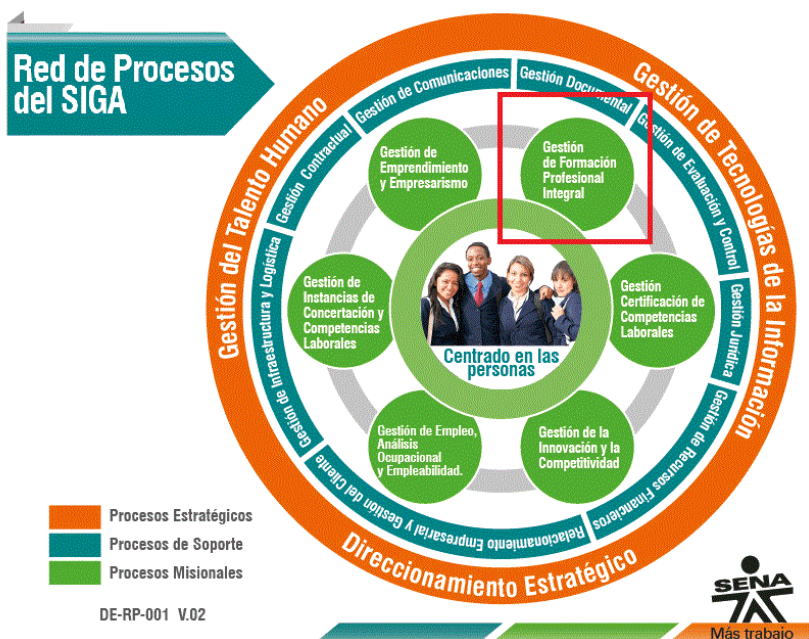 Red de Procesos
del SIGA
Gestión del Talento Humano
Gestión de Tecnologías de la Información
Direccionamiento Estratégico
Gestión de Comunicaciones
Gestión Documental
Gestión de Evaluación y Control
Gestión Jurídica
Gestión de Recursos Financieros
Relacionamiento Empresarial y Gestión del Cliente
Gestión de Infraestructura y Logística
Gestión Contractual
Gestión de
Emprendimiento
y Empresarismo
Gestión
de Formación
Profesional
Integral
Gestión de
Instancias de
Concertación y
Competencias
Laborales
Gestión
Certificación de
Competencias
Laborales
Centrado en las
personas
Gestión de Empleo,
Análisis
Ocupacional
y Empleabilidad.
Gestión de la
Innovación y la
Competitividad
Procesos Estratégicos
Procesos de Soporte
Procesos Misionales
DE-RP-001 V.02
SENA
Más trabajo